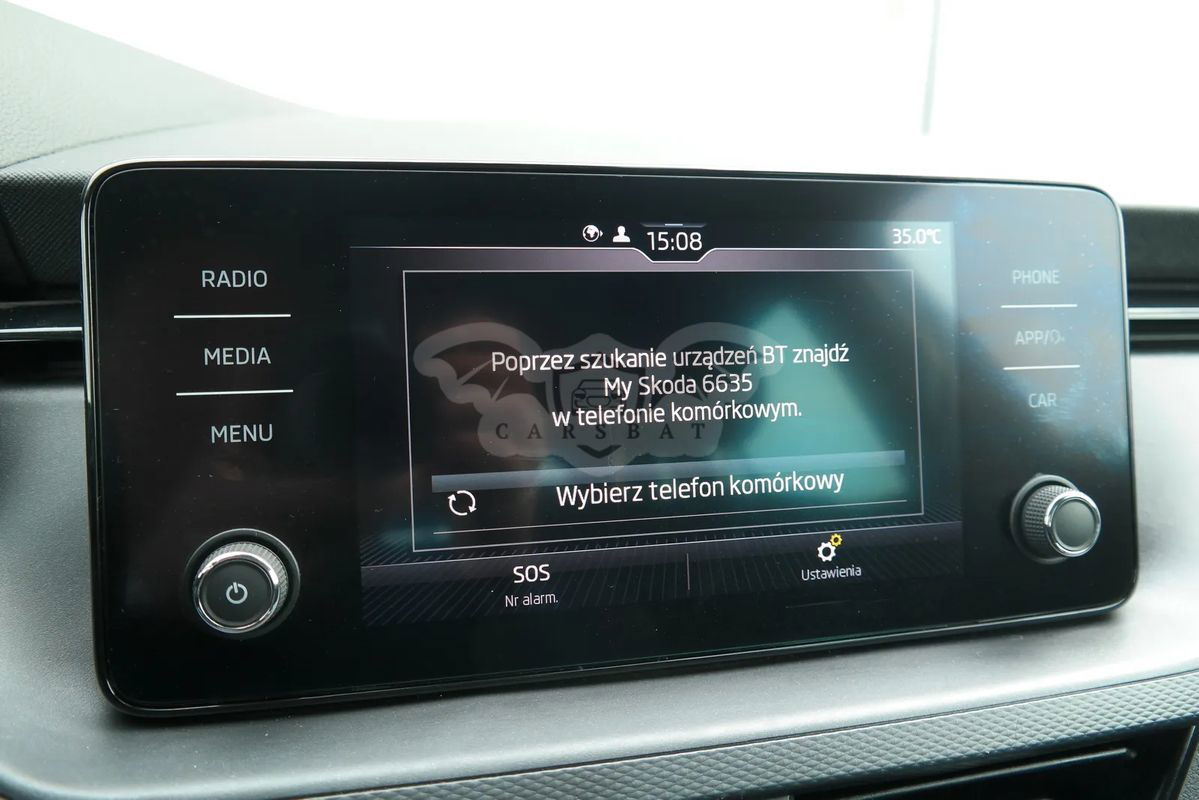 15:08
35.0°C
RADIO
MEDIA
MENU
Poprzez szukanie urządzeń BT znajdź
My Skoda 6635
w telefonie komórkowym.
CARSBAT
Wybierz telefon komórkowy
SOS
Nr alarm.
Ustawienia
PHONE
APP/
CAR